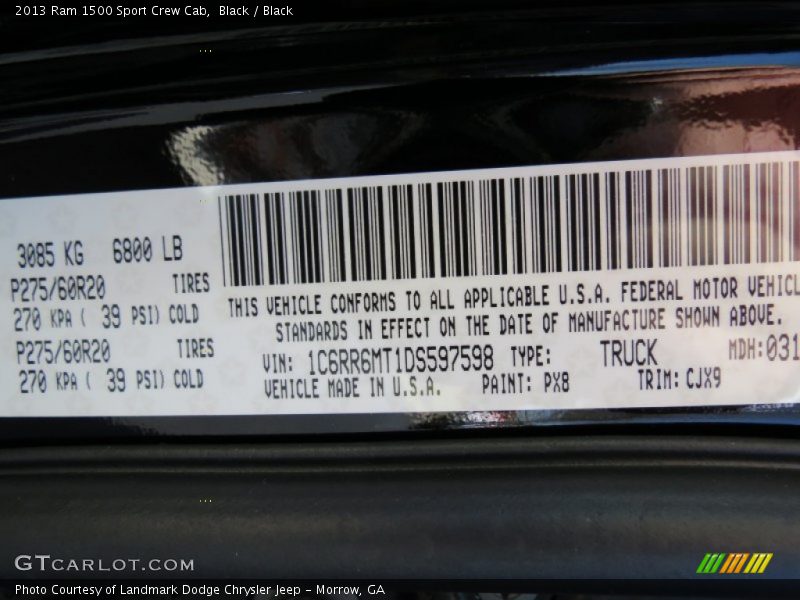 2013 Ram 1500 Sport Crew Cab,  Black / Black
3085 KG 6800 LB
P275/60R20 TIRES
270 KPA ( 39 PSI) COLD
P275/60R20 TIRES
270 KPA ( 39 PSI) COLD
THIS VEHICLE CONFORMS TO ALL APPLICABLE U.S.A. FEDERAL MOTOR VEHICL
STANDARDS IN EFFECT ON THE DATE OF MANUFACTURE SHOWN ABOVE.
VIN: 1C6RR6MT1DS597598 TYPE: TRUCK MDH:031
VEHICLE MADE IN U.S.A. PAINT: PX8 TRIM: CJX9
GTCARLOT.COM
Photo Courtesy of Landmark Dodge Chrysler Jeep - Morrow, GA